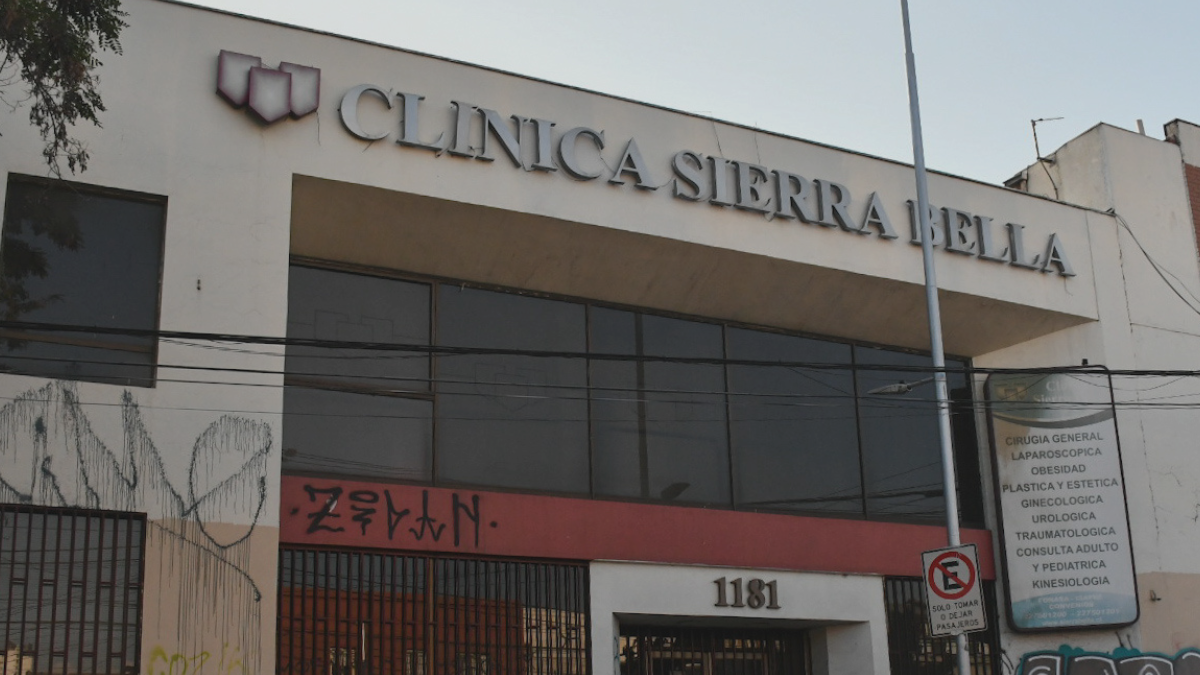 CLINICA SIERRA BELLA
CIRUGIA GENERAL
LAPAROSCOPICA
OBESIDAD
PLASTICA Y ESTETICA
GINECOLOGICA
UROLOGICA
TRAUMATOLOGICA
CONSULTA ADULTO
Y PEDIATRICA
KINESIOLOGIA
1181
E
SOLO TOMAR
O DEJAR
PASAJEROS